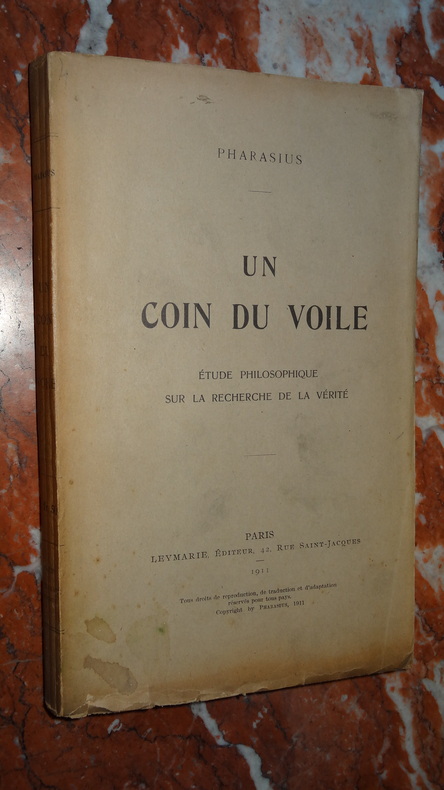 PHARASIUS
UN
COIN DU VOILE
ÉTUDE PHILOSOPHIQUE
SUR LA RECHERCHE DE LA VÉRITÉ
PARIS
LEYMARIE, ÉDITEUR, 42, RUE SAINT-JACQUES
1911
Tous droits de reproduction, de traduction et d'adaptation
réservés pour tous pays.
Copyright by PHARASIUS, 1911